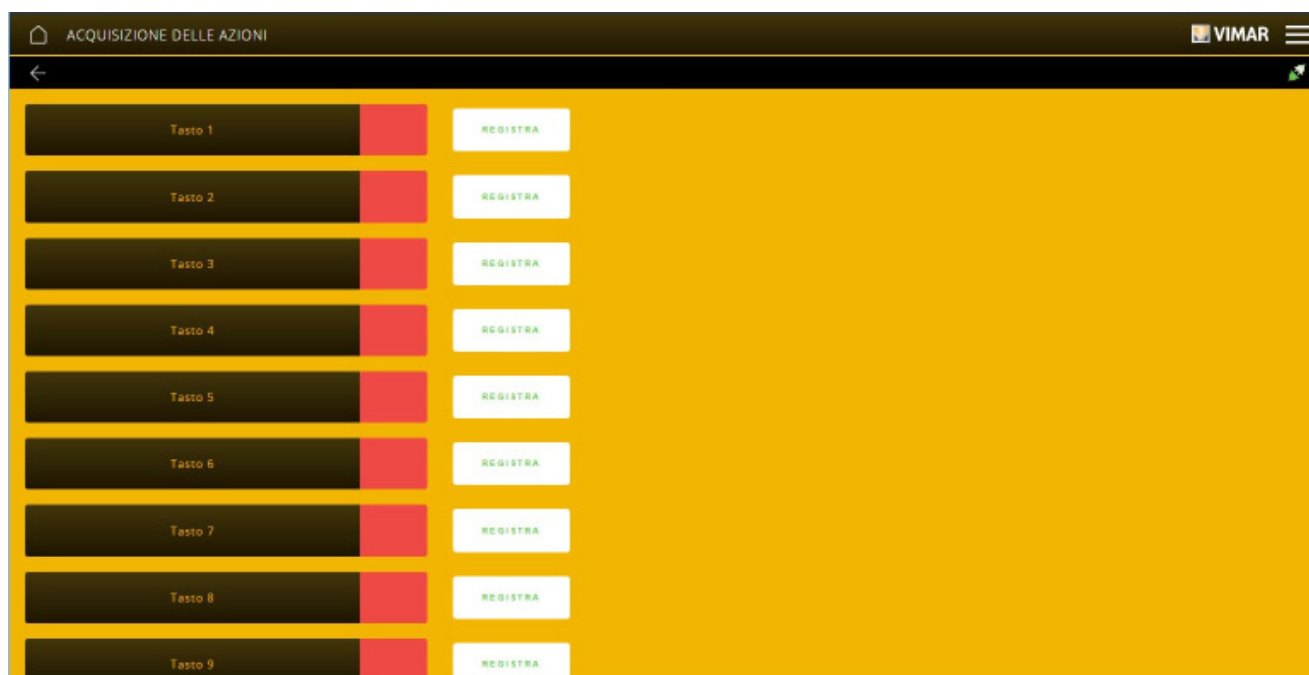 ACQUISIZIONE DELLE AZIONI
VIMAR
Tasto 1
REGISTRA
Tasto 2
REGISTRA
Tasto 3
REGISTRA
Tasto 4
REGISTRA
Tasto 5
REGISTRA
Tasto 6
REGISTRA
Tasto 7
REGISTRA
Tasto 8
REGISTRA
Tasto 9
REGISTRA